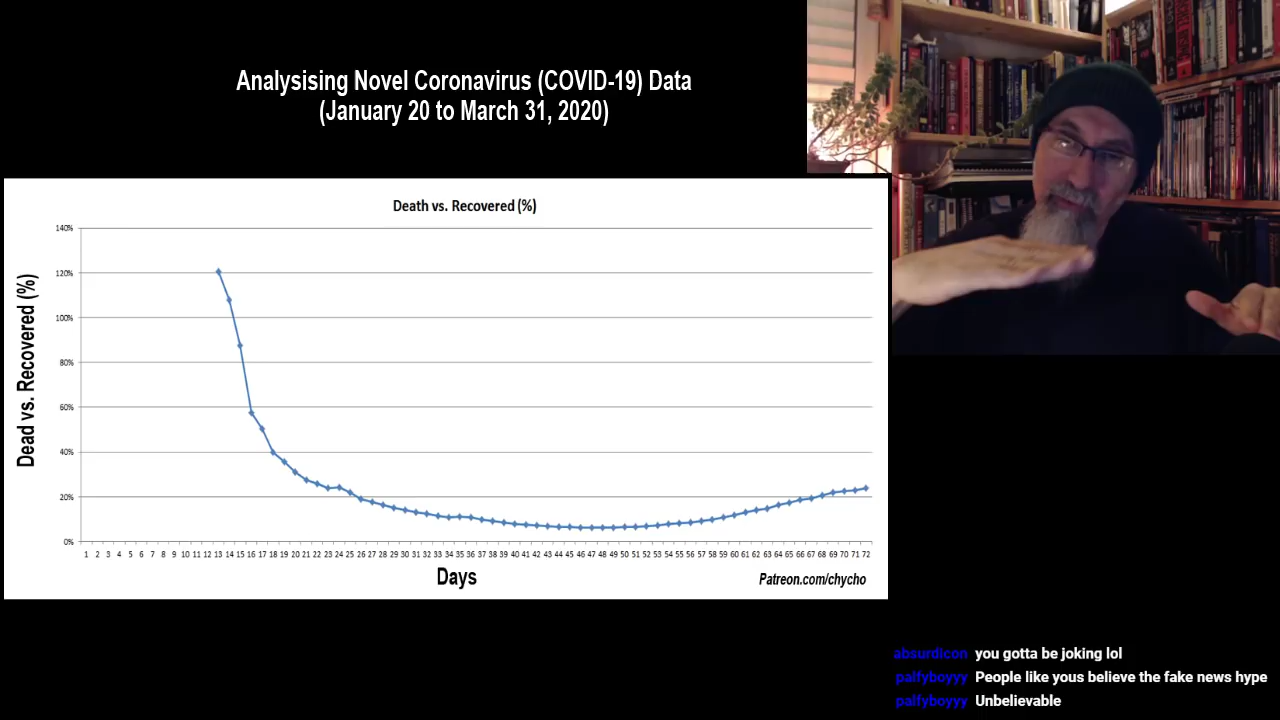 Analysising Novel Coronavirus (COVID-19) Data
(January 20 to March 31, 2020)
Death vs. Recovered (%)
Dead vs. Recovered (%)
140%
120%
100%
80%
60%
40%
20%
0%
1 2 3 4 5 6 7 8 9 10 11 12 13 14 15 16 17 18 19 20 21 22 23 24 25 26 27 28 29 30 31 32 33 34 35 36 37 38 39 40 41 42 43 44 45 46 47 48 49 50 51 52 53 54 55 56 57 58 59 60 61 62 63 64 65 66 67 68 69 70 71 72
Days
Patreon.com/chycho
absurdicon you gotta be joking lol
palfyboyyy People like yous believe the fake news hype
palfyboyyy Unbelievable